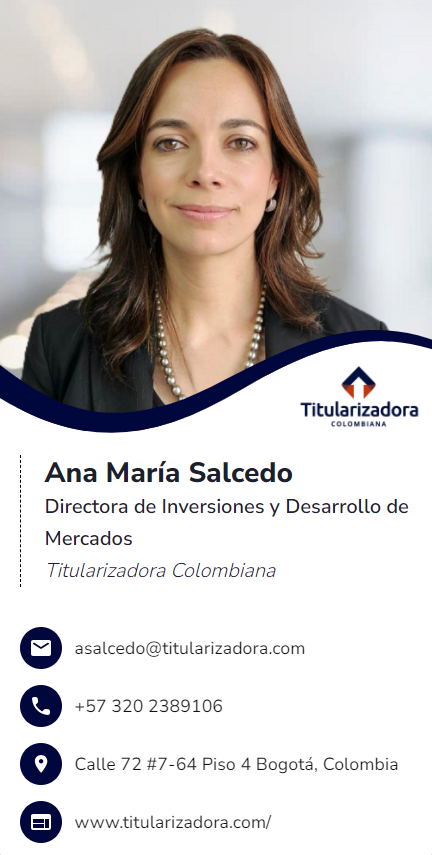 Titularizadora
COLOMBIANA
Ana María Salcedo
Directora de Inversiones y Desarrollo de
Mercados
Titularizadora Colombiana
asalcedo@titularizadora.com
+57 320 2389106
Calle 72 #7-64 Piso 4 Bogotá, Colombia
www.titularizadora.com/